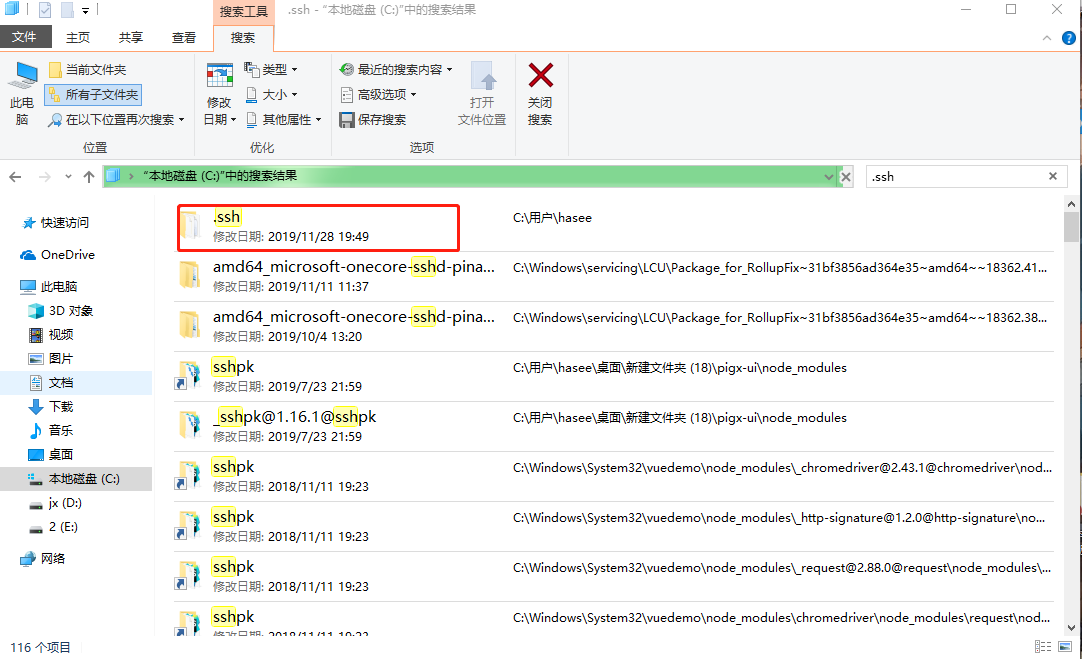 搜索工具
.ssh - "本地磁盘 (C:)"中的搜索结果
文件
主页
共享
查看
搜索
此电脑
当前文件夹
所有子文件夹
在以下位置再次搜索
位置
修改日期
类型
大小
其他属性
优化
最近的搜索内容
高级选项
保存搜索
打开文件位置
选项
关闭搜索
"本地磁盘 (C:)"中的搜索结果
.ssh
快速访问
OneDrive
此电脑
3D 对象
视频
图片
文档
下载
音乐
桌面
本地磁盘 (C:)
jx (D:)
2 (E:)
网络
.ssh
C:\用户\hasee
修改日期: 2019/11/28 19:49
amd64_microsoft-onecore-sshd-pina...
C:\Windows\servicing\LCU\Package_for_RollupFix~31bf3856ad364e35~amd64~~18362.41...
修改日期: 2019/11/11 11:37
amd64_microsoft-onecore-sshd-pina...
C:\Windows\servicing\LCU\Package_for_RollupFix~31bf3856ad364e35~amd64~~18362.38...
修改日期: 2019/10/4 13:20
sshpk
C:\用户\hasee\桌面\新建文件夹 (18)\pigx-ui\node_modules
修改日期: 2019/7/23 21:59
_sshpk@1.16.1@sshpk
C:\用户\hasee\桌面\新建文件夹 (18)\pigx-ui\node_modules
修改日期: 2019/7/23 21:59
sshpk
C:\Windows\System32\vuedemo\node_modules\_chromedriver@2.43.1@chromedriver\nod...
修改日期: 2018/11/11 19:23
sshpk
C:\Windows\System32\vuedemo\node_modules\_http-signature@1.2.0@http-signature\no...
修改日期: 2018/11/11 19:23
sshpk
C:\Windows\System32\vuedemo\node_modules\_request@2.88.0@request\node_modules\...
修改日期: 2018/11/11 19:23
sshpk
C:\Windows\System32\vuedemo\node_modules\chromedriver\node_modules\request\nod...
修改日期: 2018/11/11 19:23
116 个项目